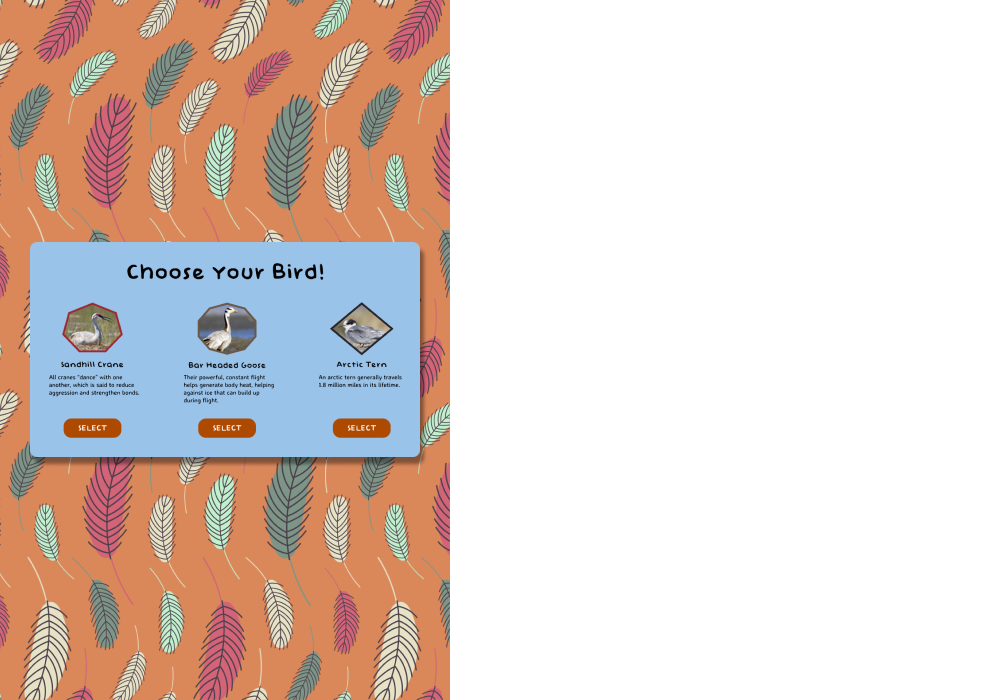 Choose Your Bird!
Sandhill Crane
All cranes "dance" with one
another, which is said to reduce
aggression and strengthen bonds.
SELECT
Bar Headed Goose
Their powerful, constant flight
helps generate body heat, helping
against ice that can build up
during flight.
SELECT
Arctic Tern
An arctic tern generally travels
1.8 million miles in its lifetime.
SELECT